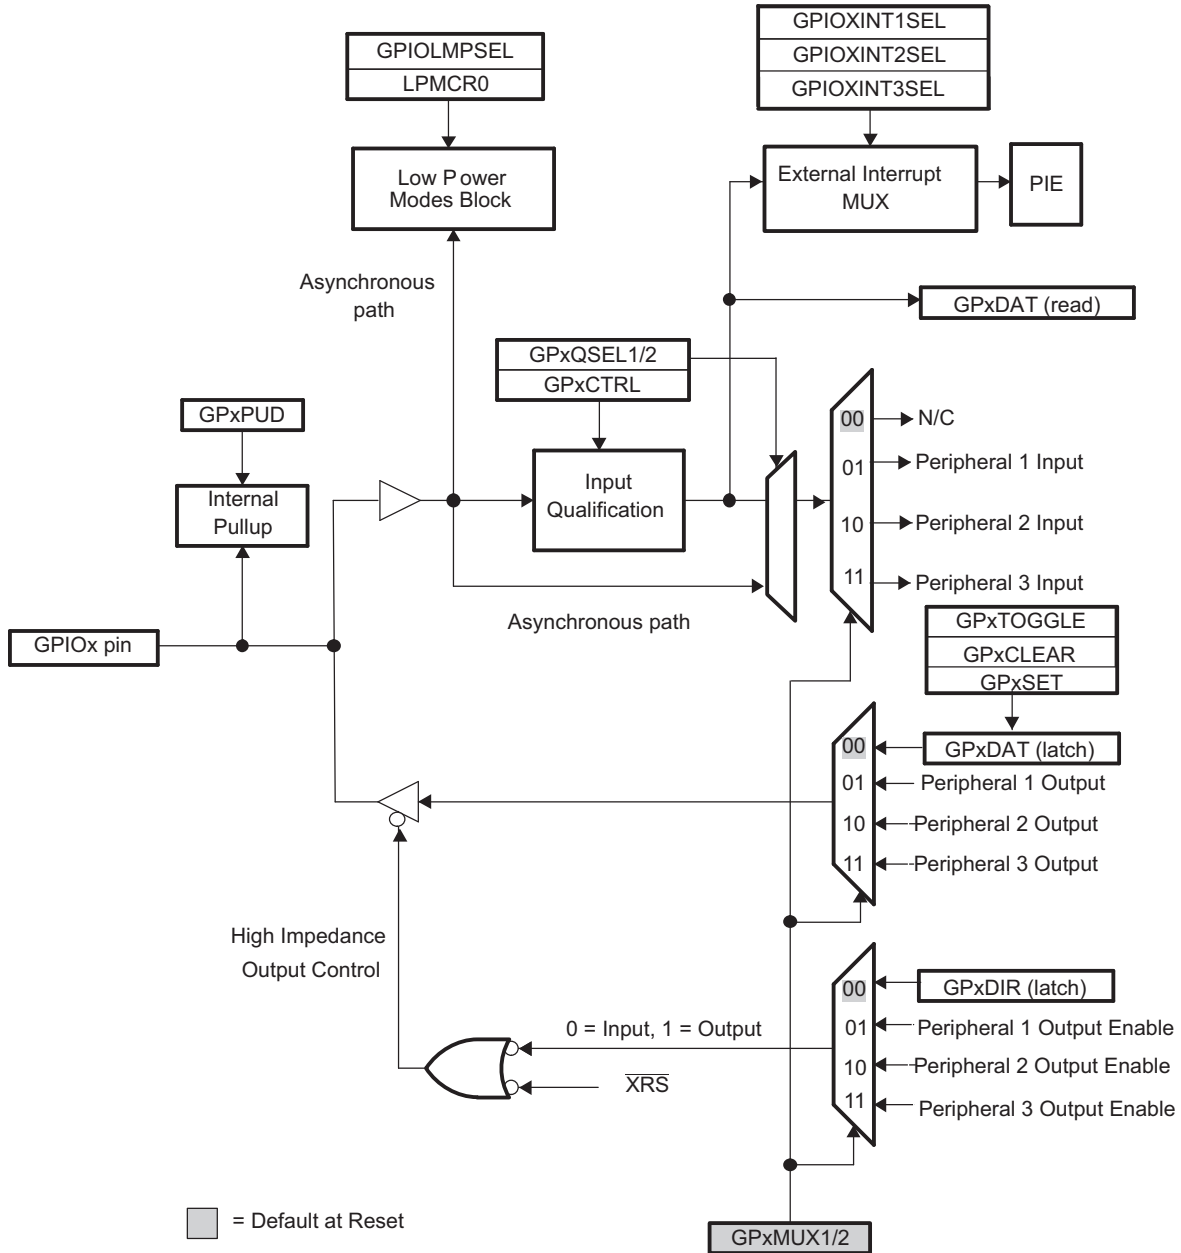 GPIOXINT1SEL
GPIOXINT2SEL
GPIOXINT3SEL
GPIOLMPSEL
LPMCR0
Low Power
Modes Block
External Interrupt
MUX
PIE
Asynchronous
path
GPxDAT (read)
GPxQSEL1/2
GPxCTRL
GPxPUD
Internal
Pullup
Input
Qualification
00
N/C
01
Peripheral 1 Input
10
Peripheral 2 Input
11
Peripheral 3 Input
Asynchronous path
GPIOx pin
GPxTOGGLE
GPxCLEAR
GPxSET
00
GPxDAT (latch)
01
Peripheral 1 Output
10
Peripheral 2 Output
11
Peripheral 3 Output
High Impedance
Output Control
00
GPxDIR (latch)
0 = Input, 1 = Output
01
Peripheral 1 Output Enable
10
Peripheral 2 Output Enable
XRS
11
Peripheral 3 Output Enable
= Default at Reset
GPxMUX1/2